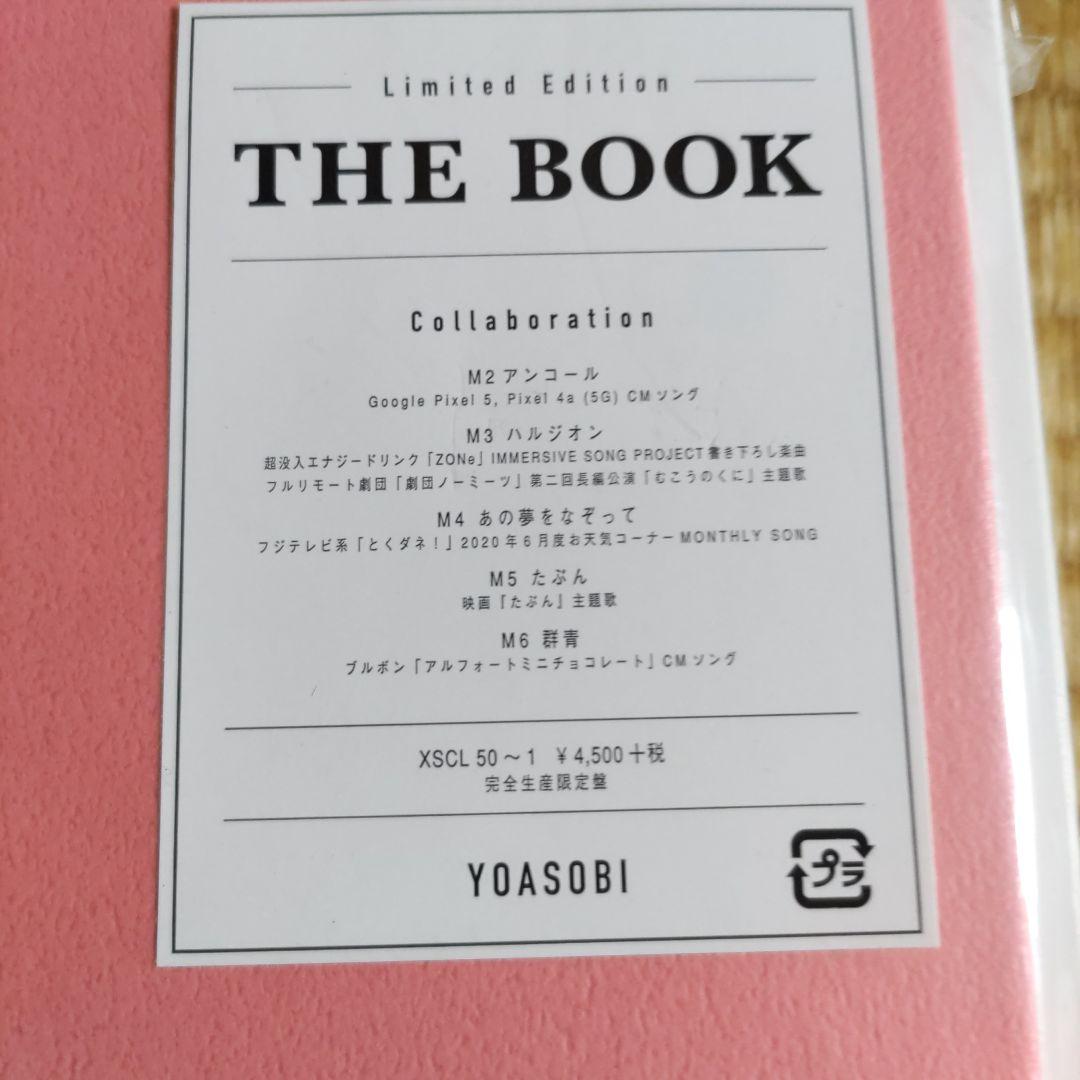 Limited Edition
THE BOOK
Collaboration
M2 アンコール
Google Pixel 5, Pixel 4a (5G) CMソング
M3 ハルジオン
超没入エナジードリンク「ZONe」IMMERSIVE SONG PROJECT書き下ろし楽曲
フルリモート劇団「劇団ノーミーツ」第二回長編公演「むこうのくに」主題歌
M4 あの夢をなぞって
フジテレビ系「とくダネ!」2020年6月度お天気コーナーMONTHLY SONG
M5 たぶん
映画『たぶん』主題歌
M6 群青
ブルボン「アルフォートミニチョコレート」CMソング
XSCL 50〜1 ¥4,500+税
完全生産限定盤
YOASOBI
プラ